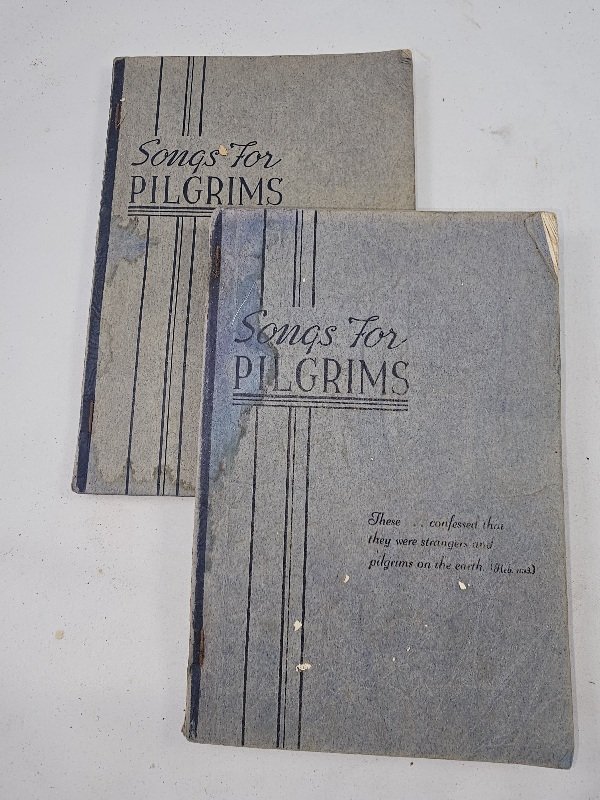 Songs For
PILGRIMS
Songs For
PILGRIMS
These . . confessed that
they were strangers and
pilgrims on the earth. (Heb. 11:13)